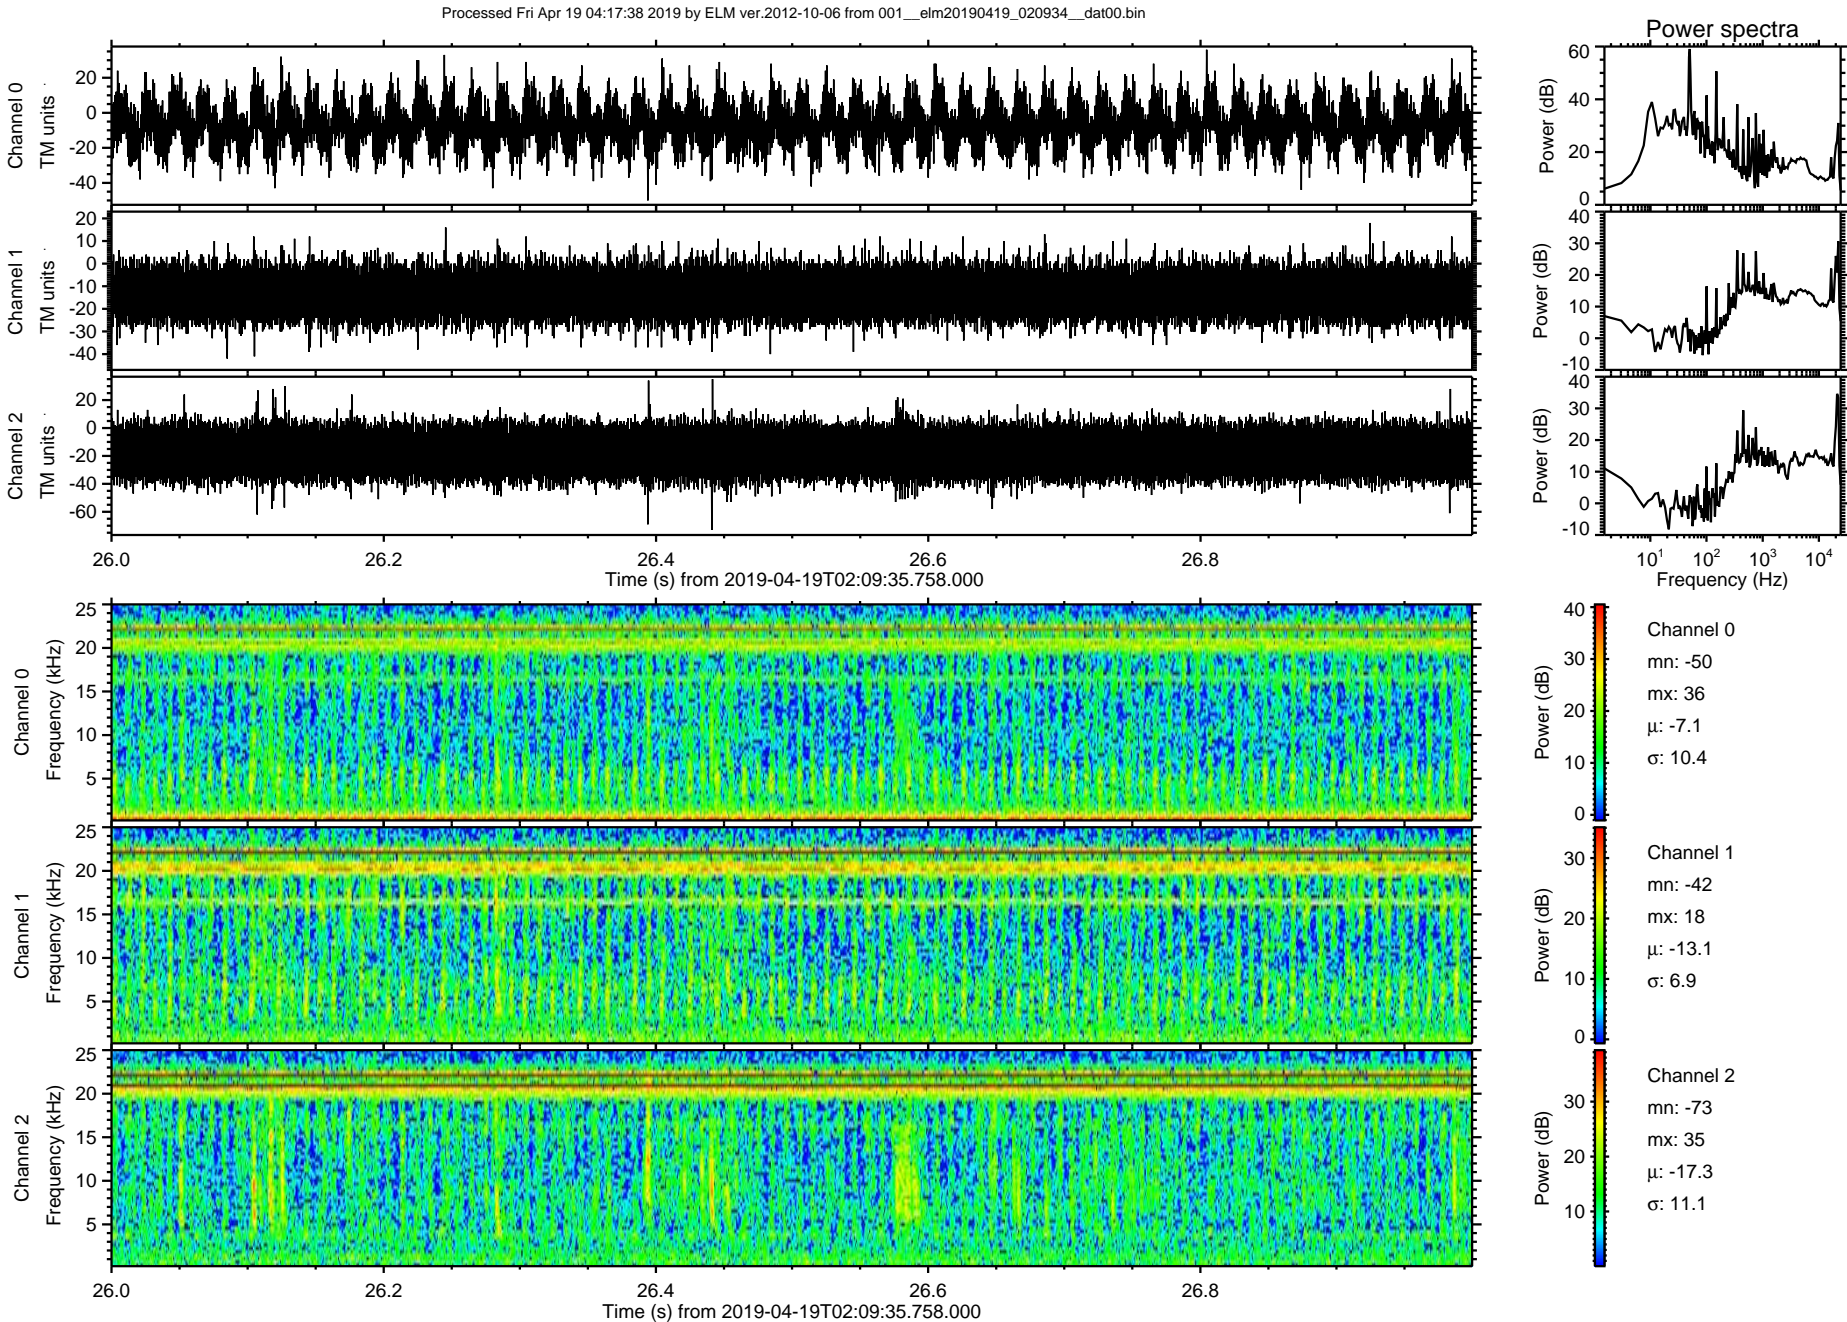 Processed Fri Apr 19 04:17:38 2019 by ELM ver.2012-10-06 from 001__elm20190419_020934__dat00.bin
Power spectra
Channel 0
TM units
20
0
-20
-40
Power (dB)
60
40
20
0
Channel 1
TM units
20
10
0
-10
-20
-30
-40
Power (dB)
40
30
20
10
0
-10
Channel 2
TM units
20
0
-20
-40
-60
Power (dB)
40
30
20
10
0
-10
26.0 26.2 26.4 26.6 26.8
Time (s) from 2019-04-19T02:09:35.758.000
10^1 10^2 10^3 10^4
Frequency (Hz)
Channel 0
Frequency (kHz)
25
20
15
10
5
Power (dB)
40
30
20
10
0
Channel 0
mn: -50
mx: 36
μ: -7.1
σ: 10.4
Channel 1
Frequency (kHz)
25
20
15
10
5
Power (dB)
30
20
10
0
Channel 1
mn: -42
mx: 18
μ: -13.1
σ: 6.9
Channel 2
Frequency (kHz)
25
20
15
10
5
Power (dB)
30
20
10
Channel 2
mn: -73
mx: 35
μ: -17.3
σ: 11.1
26.0 26.2 26.4 26.6 26.8
Time (s) from 2019-04-19T02:09:35.758.000